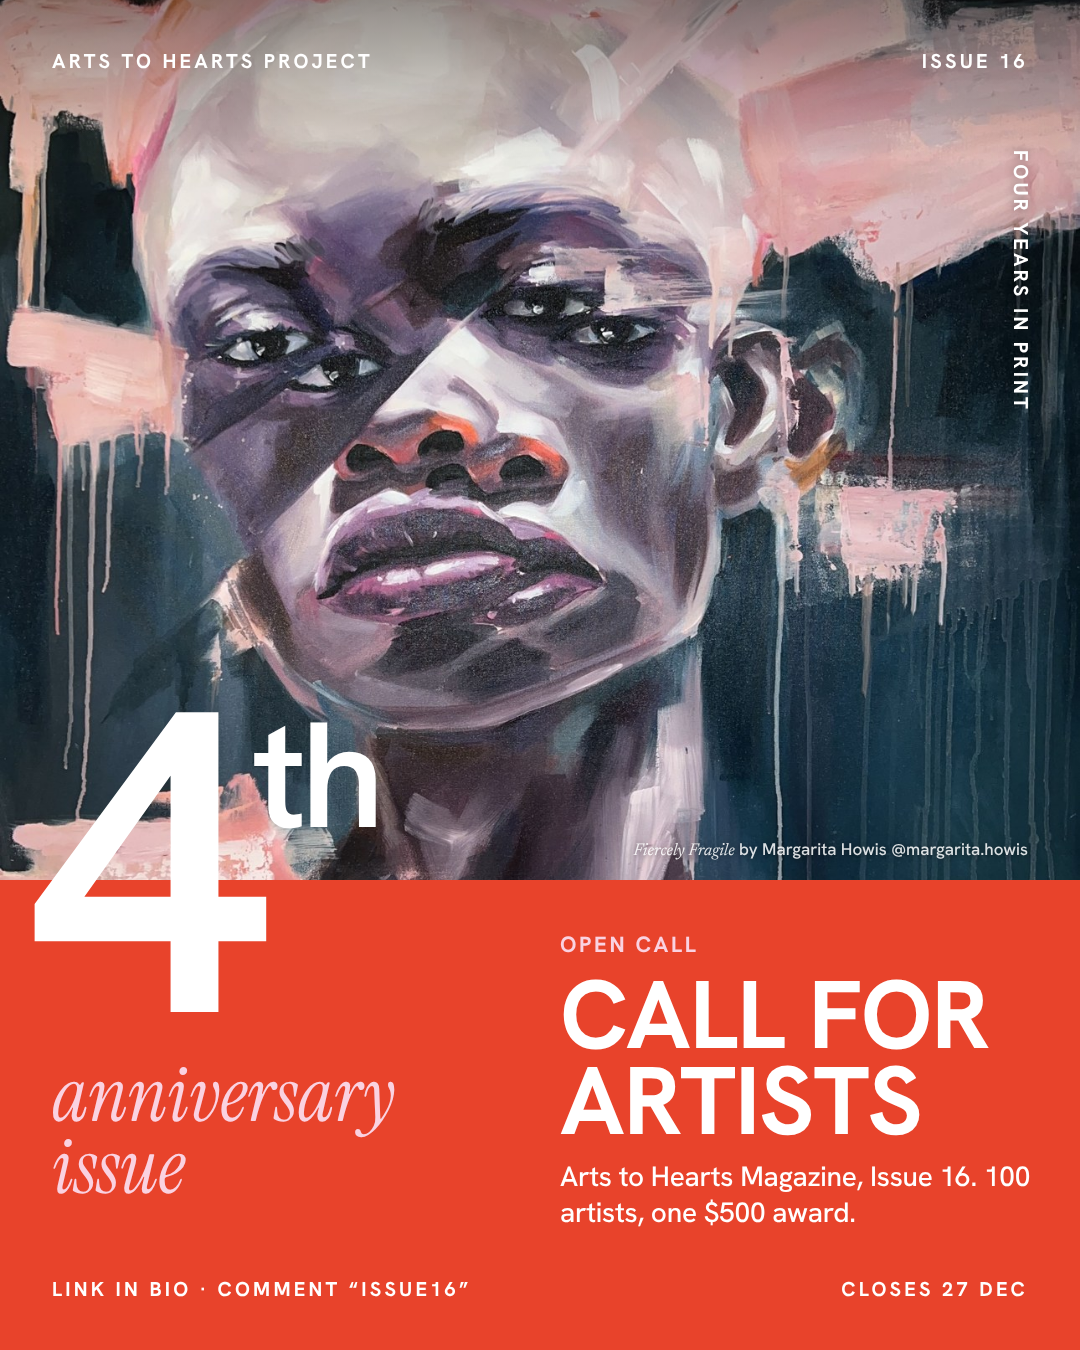 ARTS TO HEARTS PROJECT
ISSUE 16
FOUR YEARS IN PRINT
4th
Fiercely Fragile by Margarita Howis @margarita.howis
anniversary
issue
OPEN CALL
CALL FOR
ARTISTS
Arts to Hearts Magazine, Issue 16. 100
artists, one $500 award.
LINK IN BIO · COMMENT “ISSUE16”
CLOSES 27 DEC